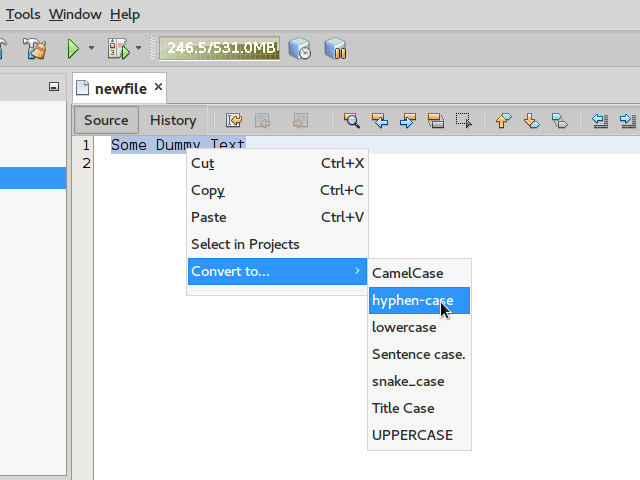 Tools Window Help
246.5/531.0MB
newfile
Source History
1 Some Dummy Text
2
Cut Ctrl+X
Copy Ctrl+C
Paste Ctrl+V
Select in Projects
Convert to...
CamelCase
hyphen-case
lowercase
Sentence case.
snake_case
Title Case
UPPERCASE